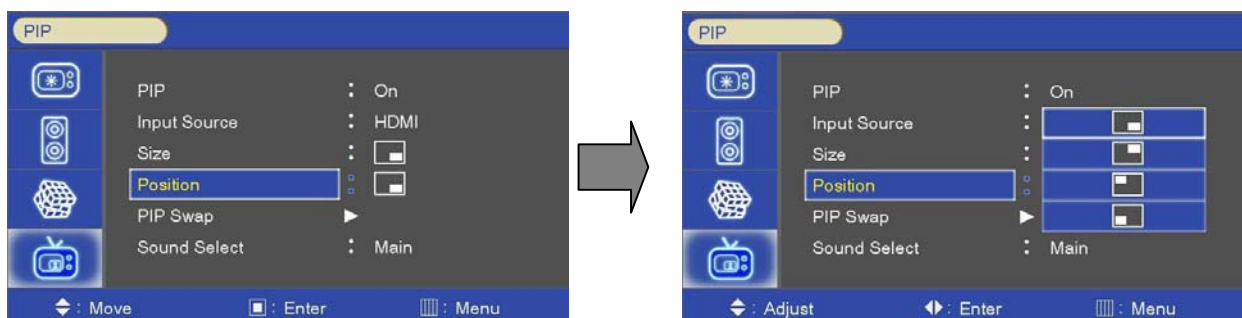 PIP
PIP : On
Input Source : HDMI
Size :
Position :
PIP Swap
Sound Select : Main
: Move : Enter : Menu
PIP
PIP : On
Input Source :
Size :
Position :
PIP Swap
Sound Select : Main
: Adjust : Enter : Menu